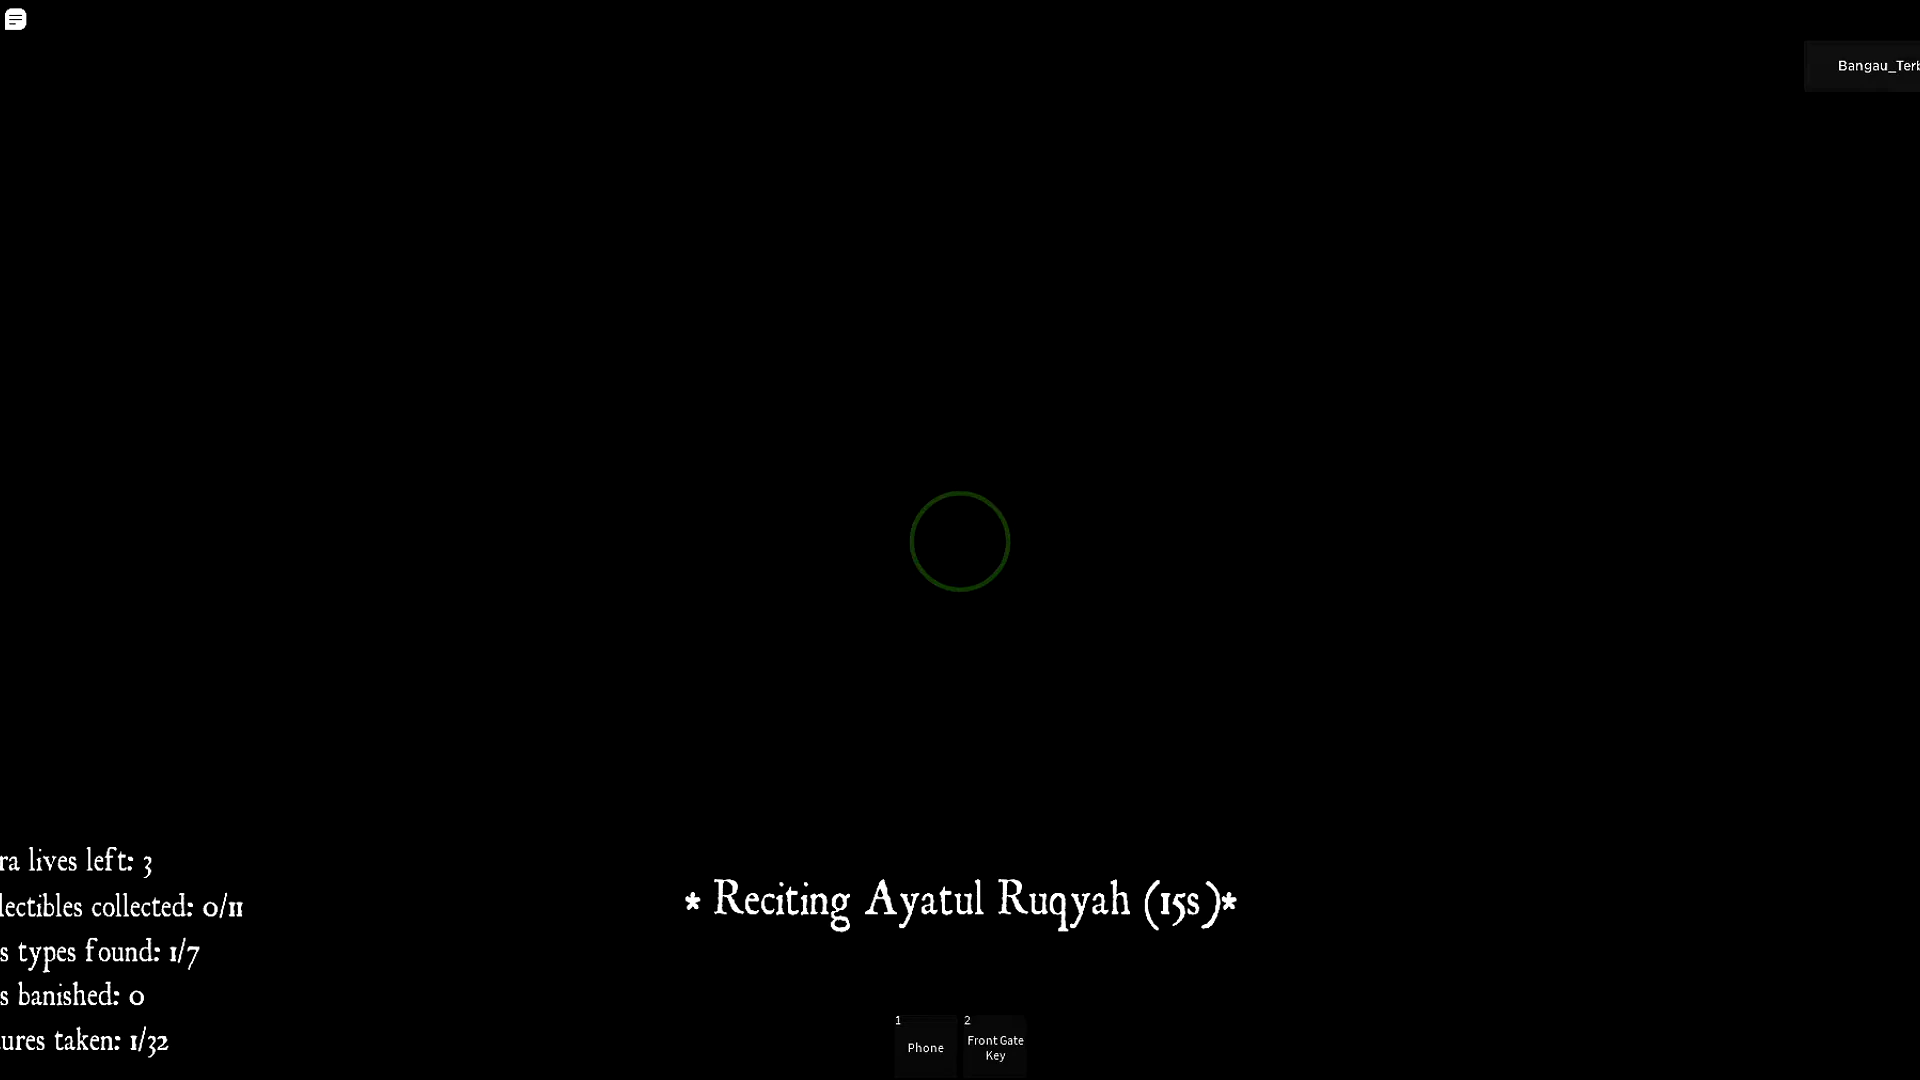 Bangau_Terb
ra lives left: 3
lectibles collected: 0/11
s types found: 1/7
s banished: 0
ures taken: 1/32
* Reciting Ayatul Ruqyah (15s)*
1
Phone
2
Front Gate
Key